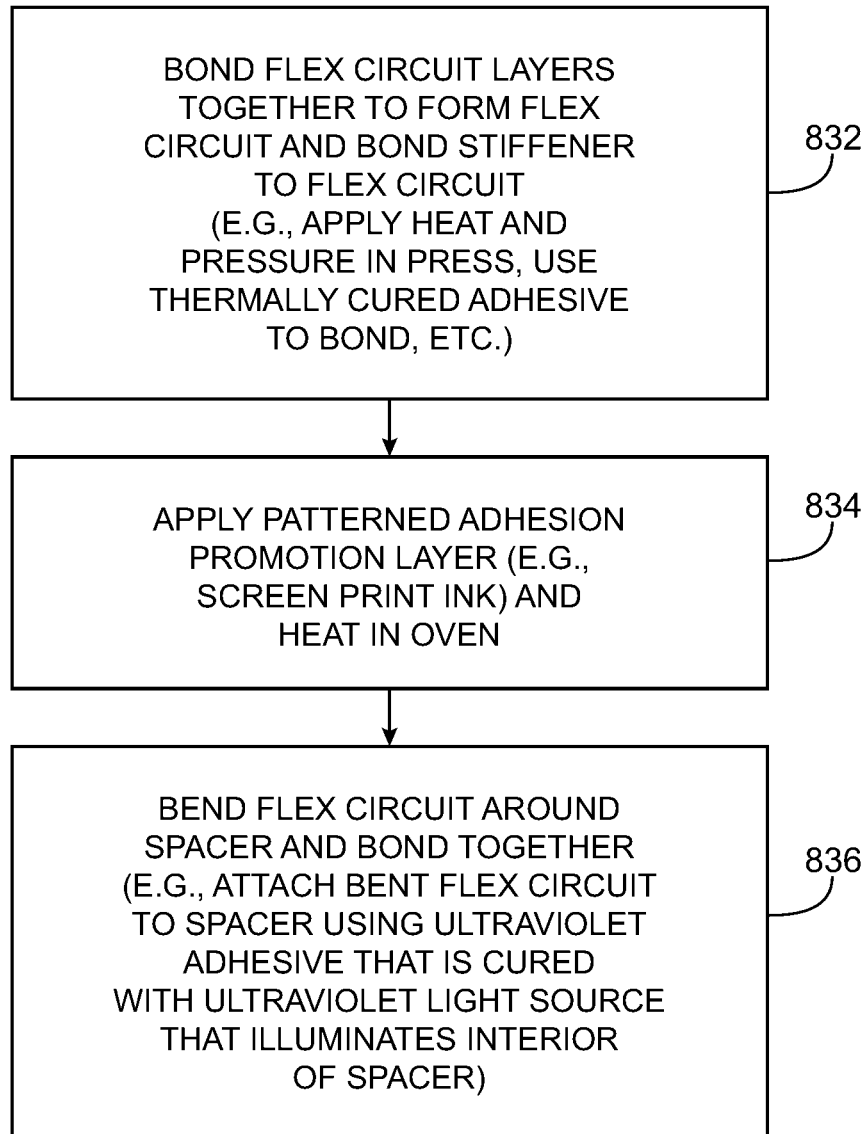 BOND FLEX CIRCUIT LAYERS
TOGETHER TO FORM FLEX
CIRCUIT AND BOND STIFFENER
TO FLEX CIRCUIT
(E.G., APPLY HEAT AND
PRESSURE IN PRESS, USE
THERMALLY CURED ADHESIVE
TO BOND, ETC.)
832
APPLY PATTERNED ADHESION
PROMOTION LAYER (E.G.,
SCREEN PRINT INK) AND
HEAT IN OVEN
834
BEND FLEX CIRCUIT AROUND
SPACER AND BOND TOGETHER
(E.G., ATTACH BENT FLEX CIRCUIT
TO SPACER USING ULTRAVIOLET
ADHESIVE THAT IS CURED
WITH ULTRAVIOLET LIGHT SOURCE
THAT ILLUMINATES INTERIOR
OF SPACER)
836